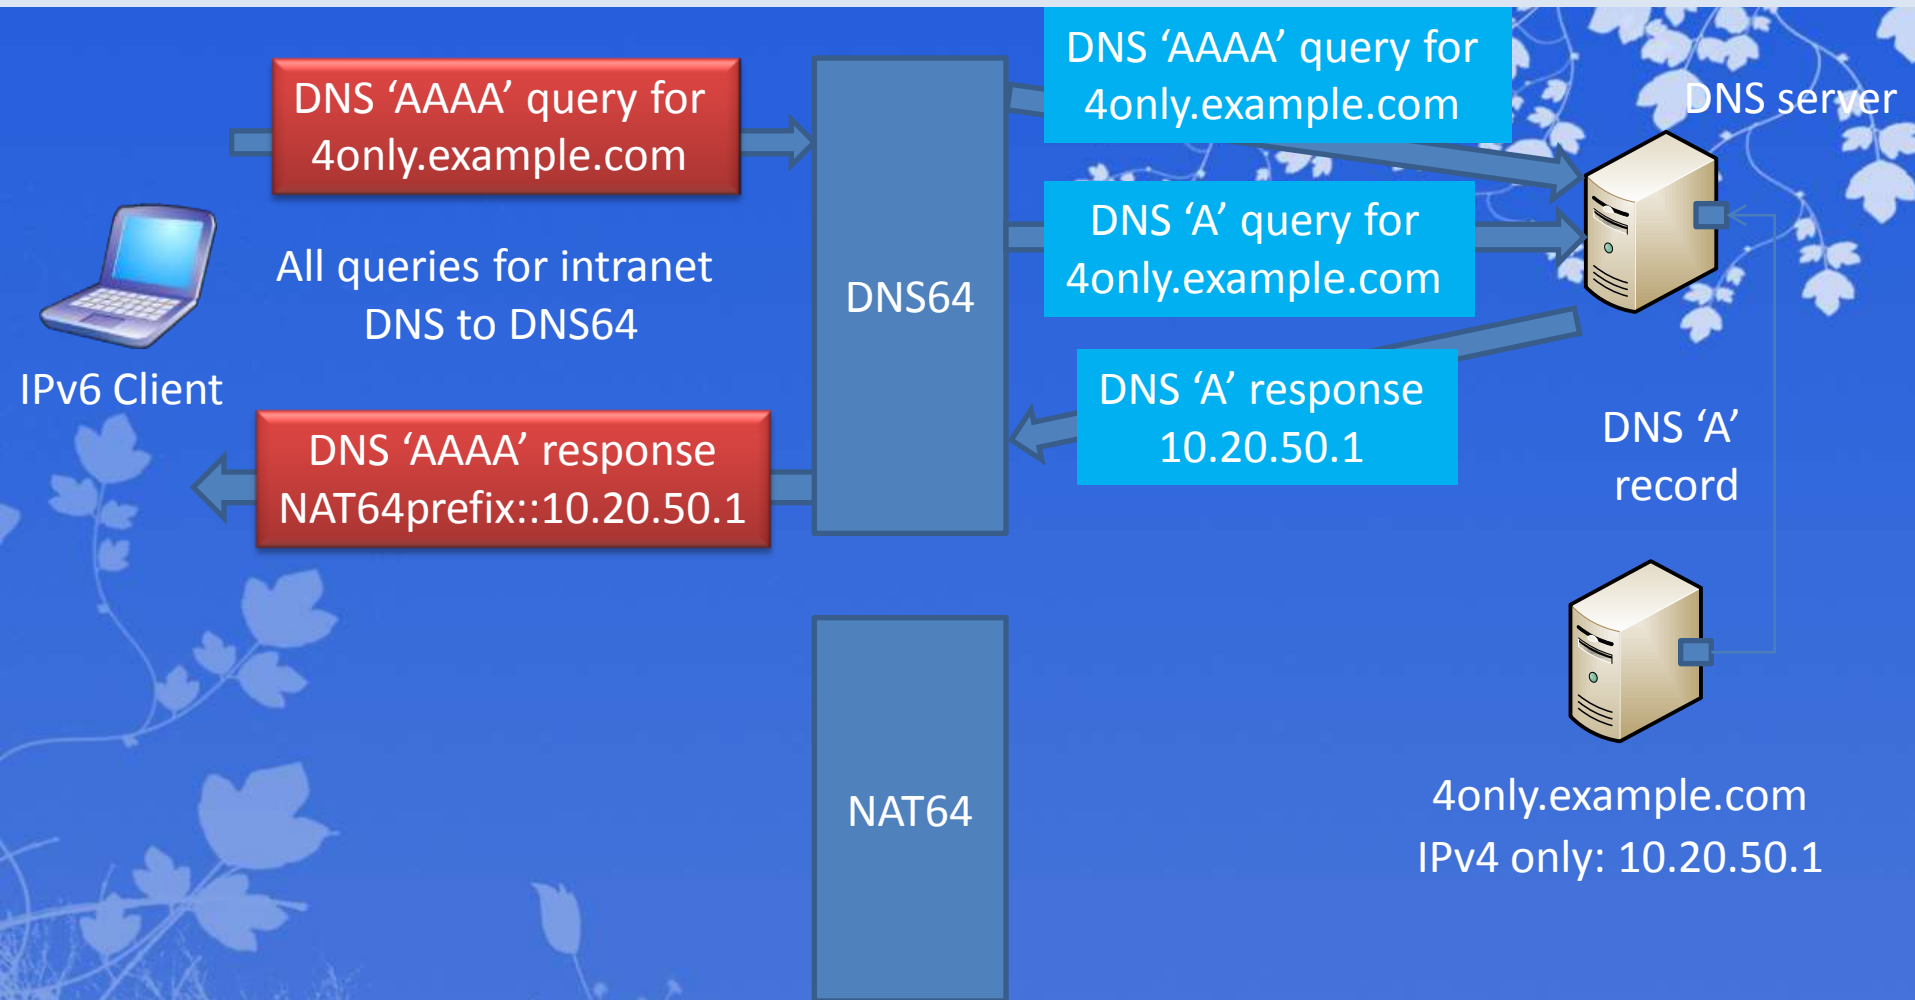 DNS ‘AAAA’ query for
4only.example.com
DNS ‘AAAA’ query for
4only.example.com
DNS server
All queries for intranet
DNS to DNS64
IPv6 Client
DNS64
DNS ‘A’ query for
4only.example.com
DNS ‘A’ response
10.20.50.1
DNS ‘A’
record
DNS ‘AAAA’ response
NAT64prefix::10.20.50.1
NAT64
4only.example.com
IPv4 only: 10.20.50.1